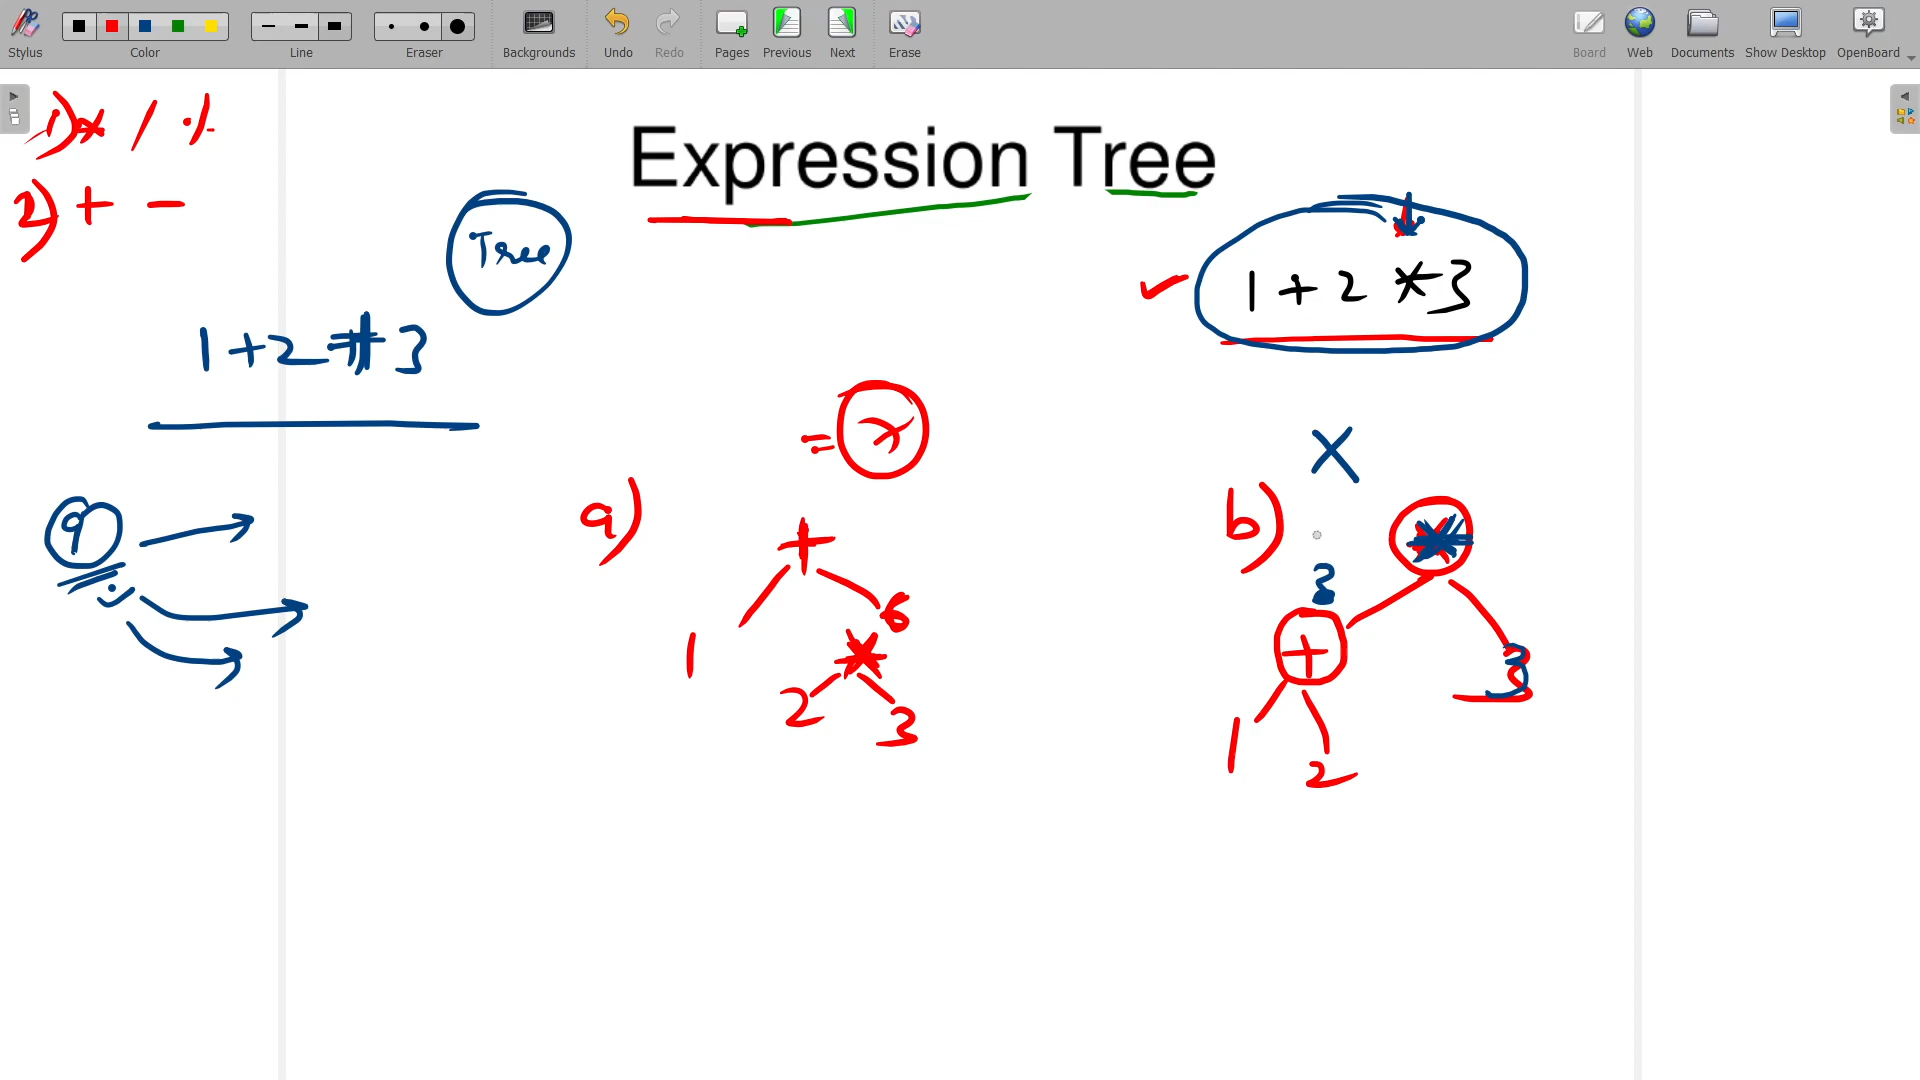 Stylus Color Line Eraser Backgrounds Undo Redo Pages Previous Next Erase Board Web Documents Show Desktop OpenBoard
1) * / %
2) + -
Expression Tree
Tree
1 + 2 * 3
1 + 2 * 3
=
a)
+
1 6
*
2 3
9
X
b)
*
3
+ 3
1 2